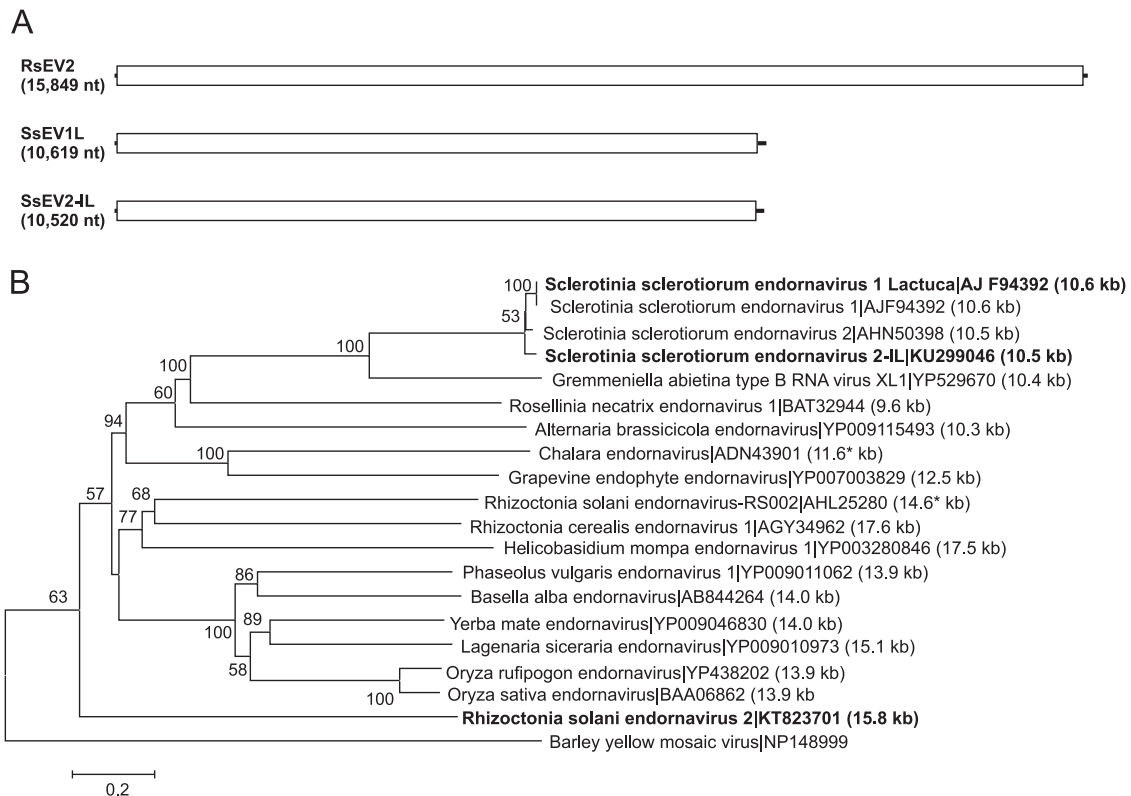 A
RsEV2
(15,849 nt)
SsEV1L
(10,619 nt)
SsEV2-IL
(10,520 nt)
B
100
Sclerotinia sclerotiorum endornavirus 1 Lactuca|AJ F94392 (10.6 kb)
Sclerotinia sclerotiorum endornavirus 1|AJF94392 (10.6 kb)
53
Sclerotinia sclerotiorum endornavirus 2|AHN50398 (10.5 kb)
100
Sclerotinia sclerotiorum endornavirus 2-IL|KU299046 (10.5 kb)
100
Gremmeniella abietina type B RNA virus XL1|YP529670 (10.4 kb)
60
Rosellinia necatrix endornavirus 1|BAT32944 (9.6 kb)
94
Alternaria brassicicola endornavirus|YP009115493 (10.3 kb)
100
Chalara endornavirus|ADN43901 (11.6* kb)
Grapevine endophyte endornavirus|YP007003829 (12.5 kb)
57
68
Rhizoctonia solani endornavirus-RS002|AHL25280 (14.6* kb)
77
Rhizoctonia cerealis endornavirus 1|AGY34962 (17.6 kb)
Helicobasidium mompa endornavirus 1|YP003280846 (17.5 kb)
86
Phaseolus vulgaris endornavirus 1|YP009011062 (13.9 kb)
63
Basella alba endornavirus|AB844264 (14.0 kb)
100
89
Yerba mate endornavirus|YP009046830 (14.0 kb)
Lagenaria siceraria endornavirus|YP009010973 (15.1 kb)
58
Oryza rufipogon endornavirus|YP438202 (13.9 kb)
100
Oryza sativa endornavirus|BAA06862 (13.9 kb
Rhizoctonia solani endornavirus 2|KT823701 (15.8 kb)
Barley yellow mosaic virus|NP148999
0.2